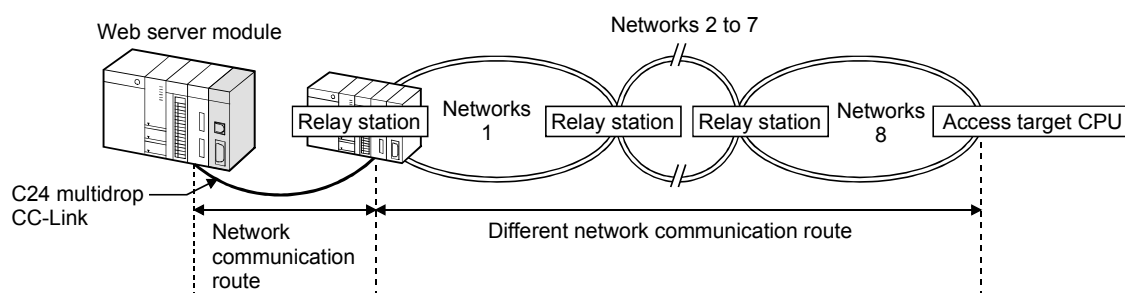 Networks 2 to 7
Web server module
Relay station
Networks
1
Relay station
Relay station
Networks
8
Access target CPU
C24 multidrop
CC-Link
Network
communication
route
Different network communication route